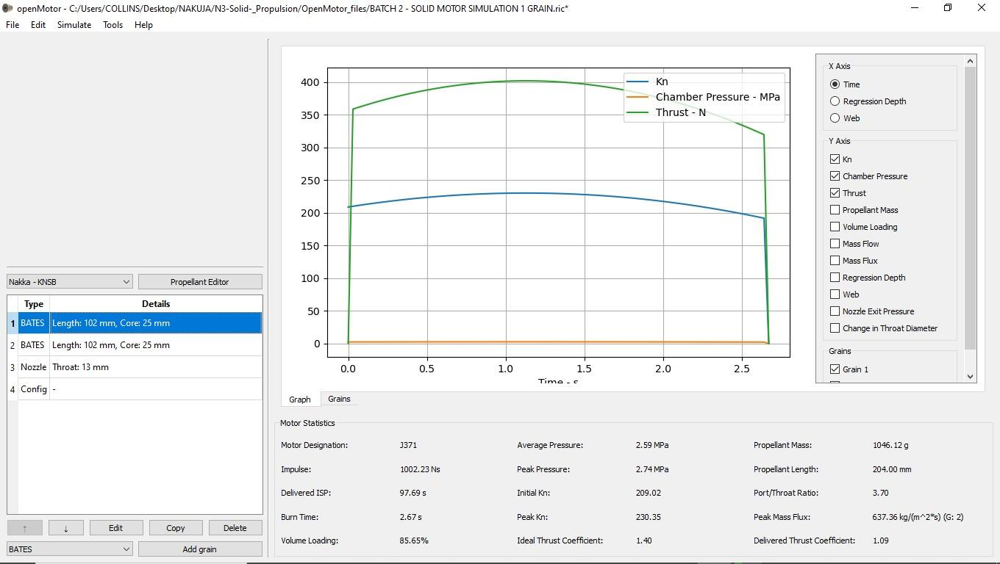 openMotor - C:/Users/COLLINS/Desktop/NAKUJA/N3-Solid-_Propulsion/OpenMotor_files/BATCH 2 - SOLID MOTOR SIMULATION 1 GRAIN.ric*
File Edit Simulate Tools Help
Nakka - KNSB Propellant Editor
Type Details
1 BATES Length: 102 mm, Core: 25 mm
2 BATES Length: 102 mm, Core: 25 mm
3 Nozzle Throat: 13 mm
4 Config -
↑ ↓ Edit Copy Delete
BATES Add grain
400
350
300
250
200
150
100
50
0
0.0 0.5 1.0 1.5 2.0 2.5
Time - s
Kn
Chamber Pressure - MPa
Thrust - N
X Axis
Time
Regression Depth
Web
Y Axis
Kn
Chamber Pressure
Thrust
Propellant Mass
Volume Loading
Mass Flow
Mass Flux
Regression Depth
Web
Nozzle Exit Pressure
Change in Throat Diameter
Grains
Grain 1
Graph Grains
Motor Statistics
Motor Designation: J371 Average Pressure: 2.59 MPa Propellant Mass: 1046.12 g
Impulse: 1002.23 Ns Peak Pressure: 2.74 MPa Propellant Length: 204.00 mm
Delivered ISP: 97.69 s Initial Kn: 209.02 Port/Throat Ratio: 3.70
Burn Time: 2.67 s Peak Kn: 230.35 Peak Mass Flux: 637.36 kg/(m^2*s) (G: 2)
Volume Loading: 85.65% Ideal Thrust Coefficient: 1.40 Delivered Thrust Coefficient: 1.09